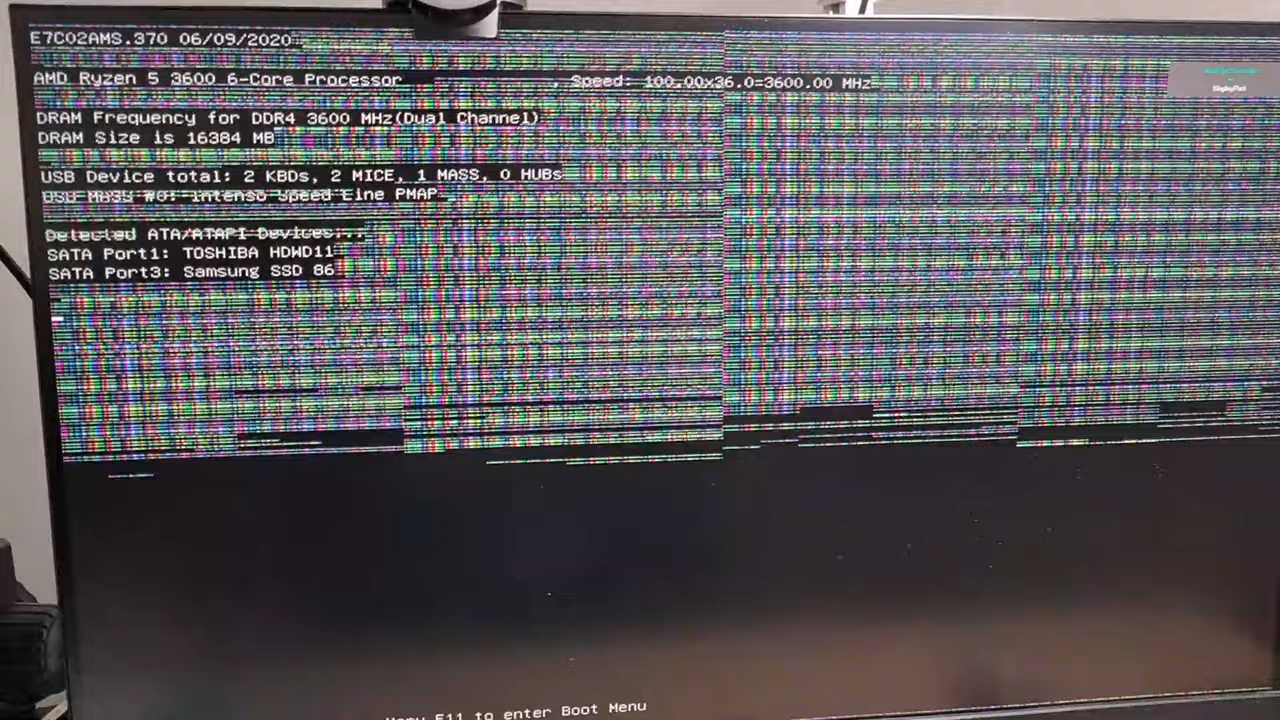 E7C02AMS.370 06/09/2020
AMD Ryzen 5 3600 6-Core Processor , Speed: 100.00x36.0=3600.00 MHz
DisplayPort
DRAM Frequency for DDR4 3600 MHz(Dual Channel)
DRAM Size is 16384 MB
USB Device total: 2 KBDs, 2 MICE, 1 MASS, 0 HUBs
USB MASS #0: Intenso Speed Line PMAP
Detected ATA/ATAPI Devices...
SATA Port1: TOSHIBA HDWD11
SATA Port3: Samsung SSD 86
Menu F11 to enter Boot Menu